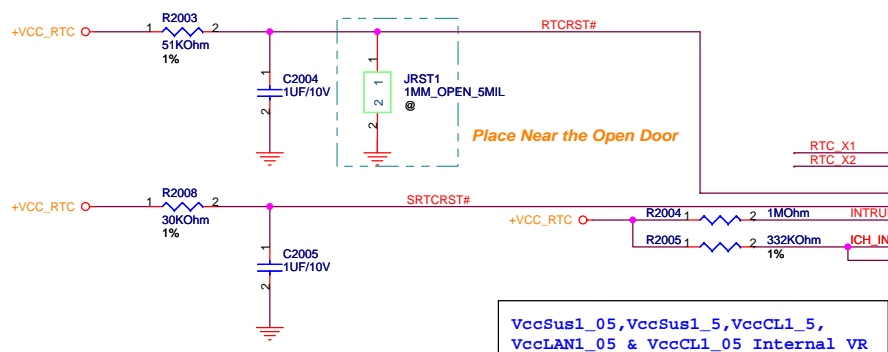 R2003
+VCC_RTC
1
2
51KOhm
1%
RTCRST#
1
C2004
1UF/10V
2
1
1
2
JRST1
1MM_OPEN_5MIL
@
2
Place Near the Open Door
RTC_X1
RTC_X2
R2008
+VCC_RTC
1
2
30KOhm
1%
SRTCRST#
1
C2005
1UF/10V
2
+VCC_RTC
R2004
1
2
1MOhm
INTRU
R2005
1
2
332KOhm
1%
ICH_IN
VccSus1_05,VccSus1_5,VccCL1_5,
VccLAN1_05 & VccCL1_05 Internal VR